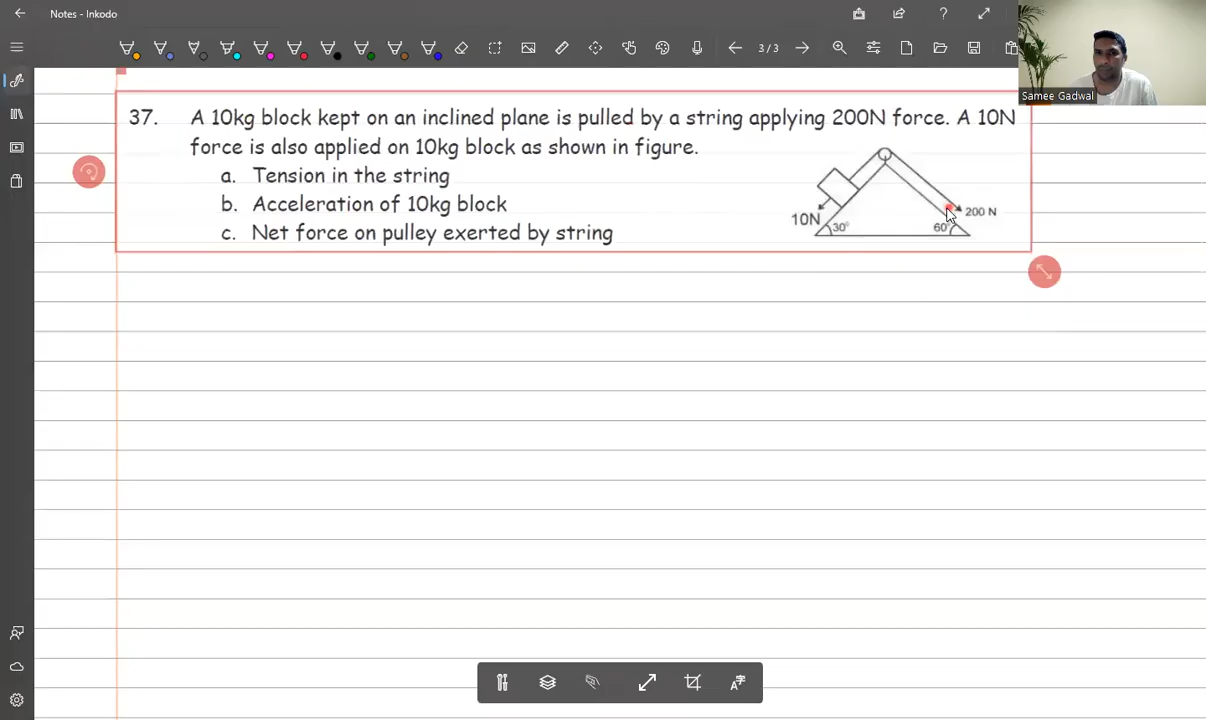 Notes - Inkodo
3/3
Samee Gadwal
37. A 10kg block kept on an inclined plane is pulled by a string applying 200N force. A 10N
force is also applied on 10kg block as shown in figure.
a. Tension in the string
b. Acceleration of 10kg block
c. Net force on pulley exerted by string
10N
30°
60°
200 N